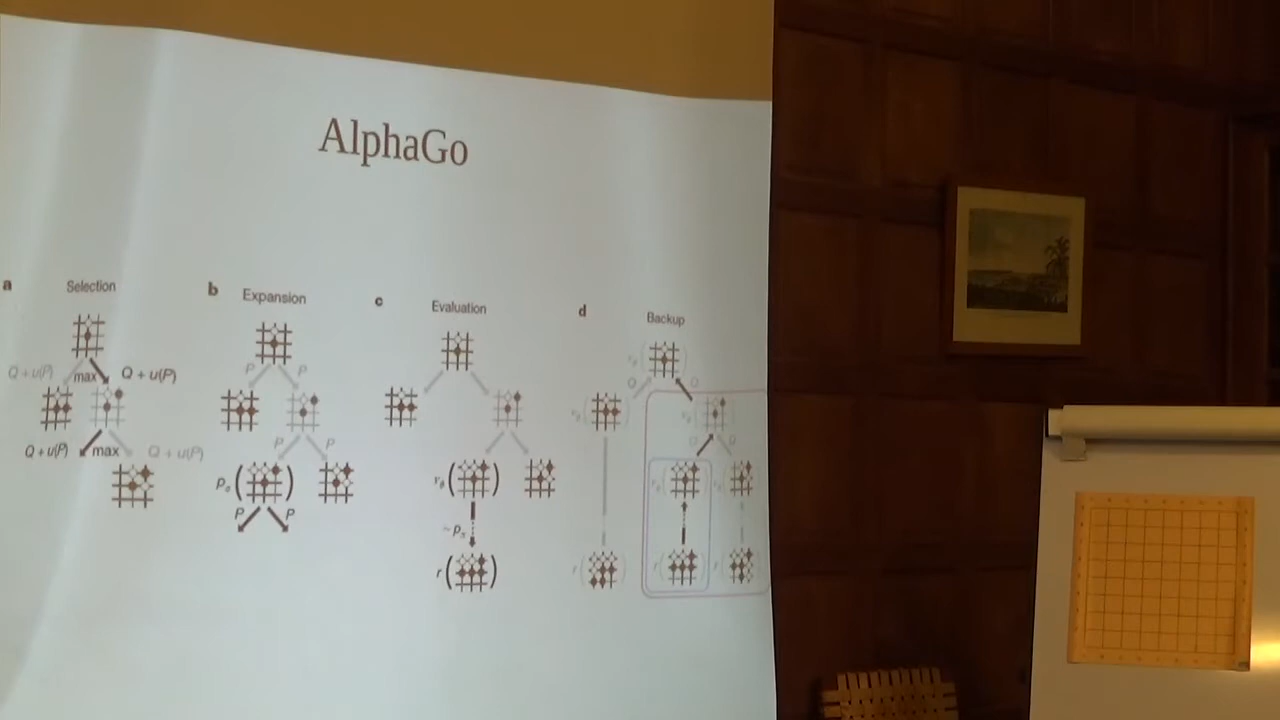 AlphaGo
a Selection
Q + u(P) max Q + u(P)
Q + u(P) max Q + u(P)
b Expansion
P P
P P
P P
c Evaluation
r
d Backup
Q Q
Q Q
r r r